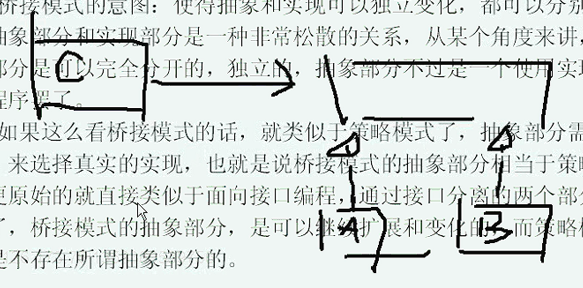 桥接模式的意图：使得抽象和实现可以独立变化，都可以分别
抽象部分和实现部分是一种非常松散的关系，从某个角度来讲，
部分是可以完全分开的，独立的，抽象部分不过是一个使用实现
程序罢了。
如果这么看桥接模式的话，就类似于策略模式了，抽象部分需
，来选择真实的实现，也就是说桥接模式的抽象部分相当于策略
更原始的就直接类似于面向接口编程，通过接口分离的两个部分
了，桥接模式的抽象部分，是可以继续扩展和变化的，而策略模
是不存在所谓抽象部分的。
C
A
B